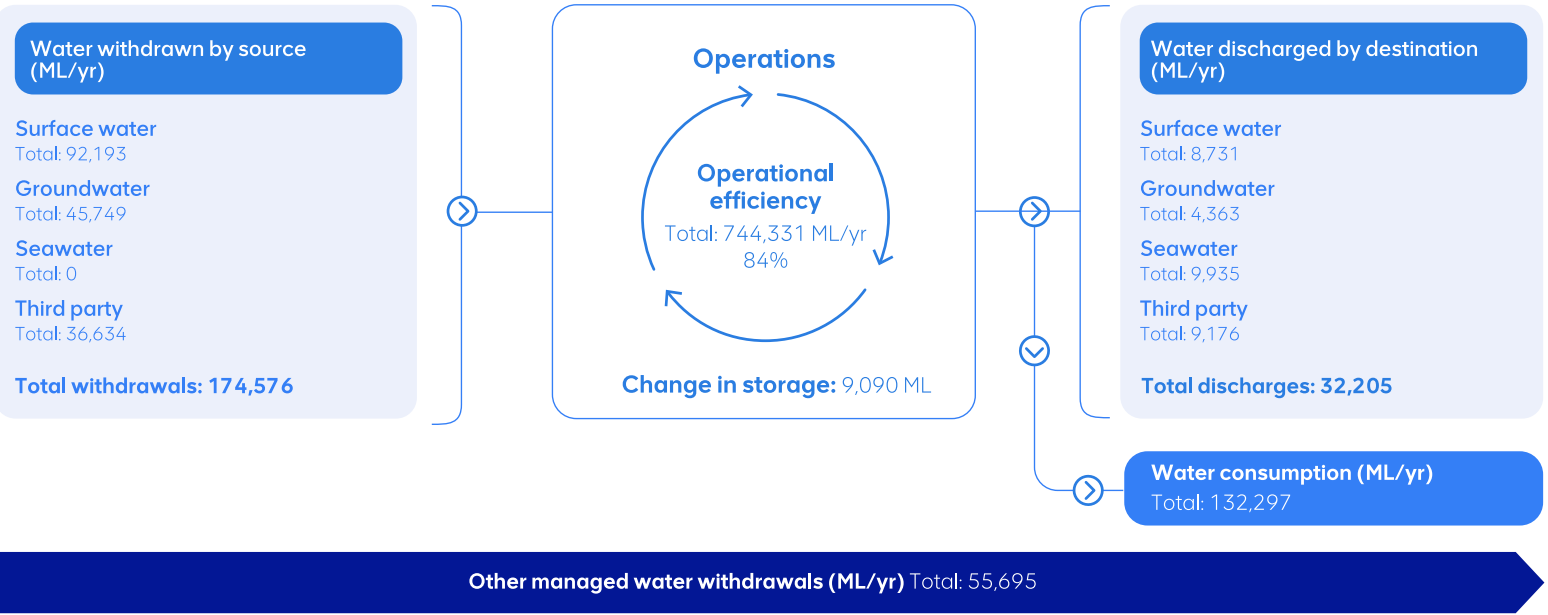 Water withdrawn by source
(ML/yr)
Surface water
Total: 92,193
Groundwater
Total: 45,749
Seawater
Total: 0
Third party
Total: 36,634
Total withdrawals: 174,576
Operations
Operational
efficiency
Total: 744,331 ML/yr
84%
Change in storage: 9,090 ML
Water discharged by destination
(ML/yr)
Surface water
Total: 8,731
Groundwater
Total: 4,363
Seawater
Total: 9,935
Third party
Total: 9,176
Total discharges: 32,205
Water consumption (ML/yr)
Total: 132,297
Other managed water withdrawals (ML/yr) Total: 55,695